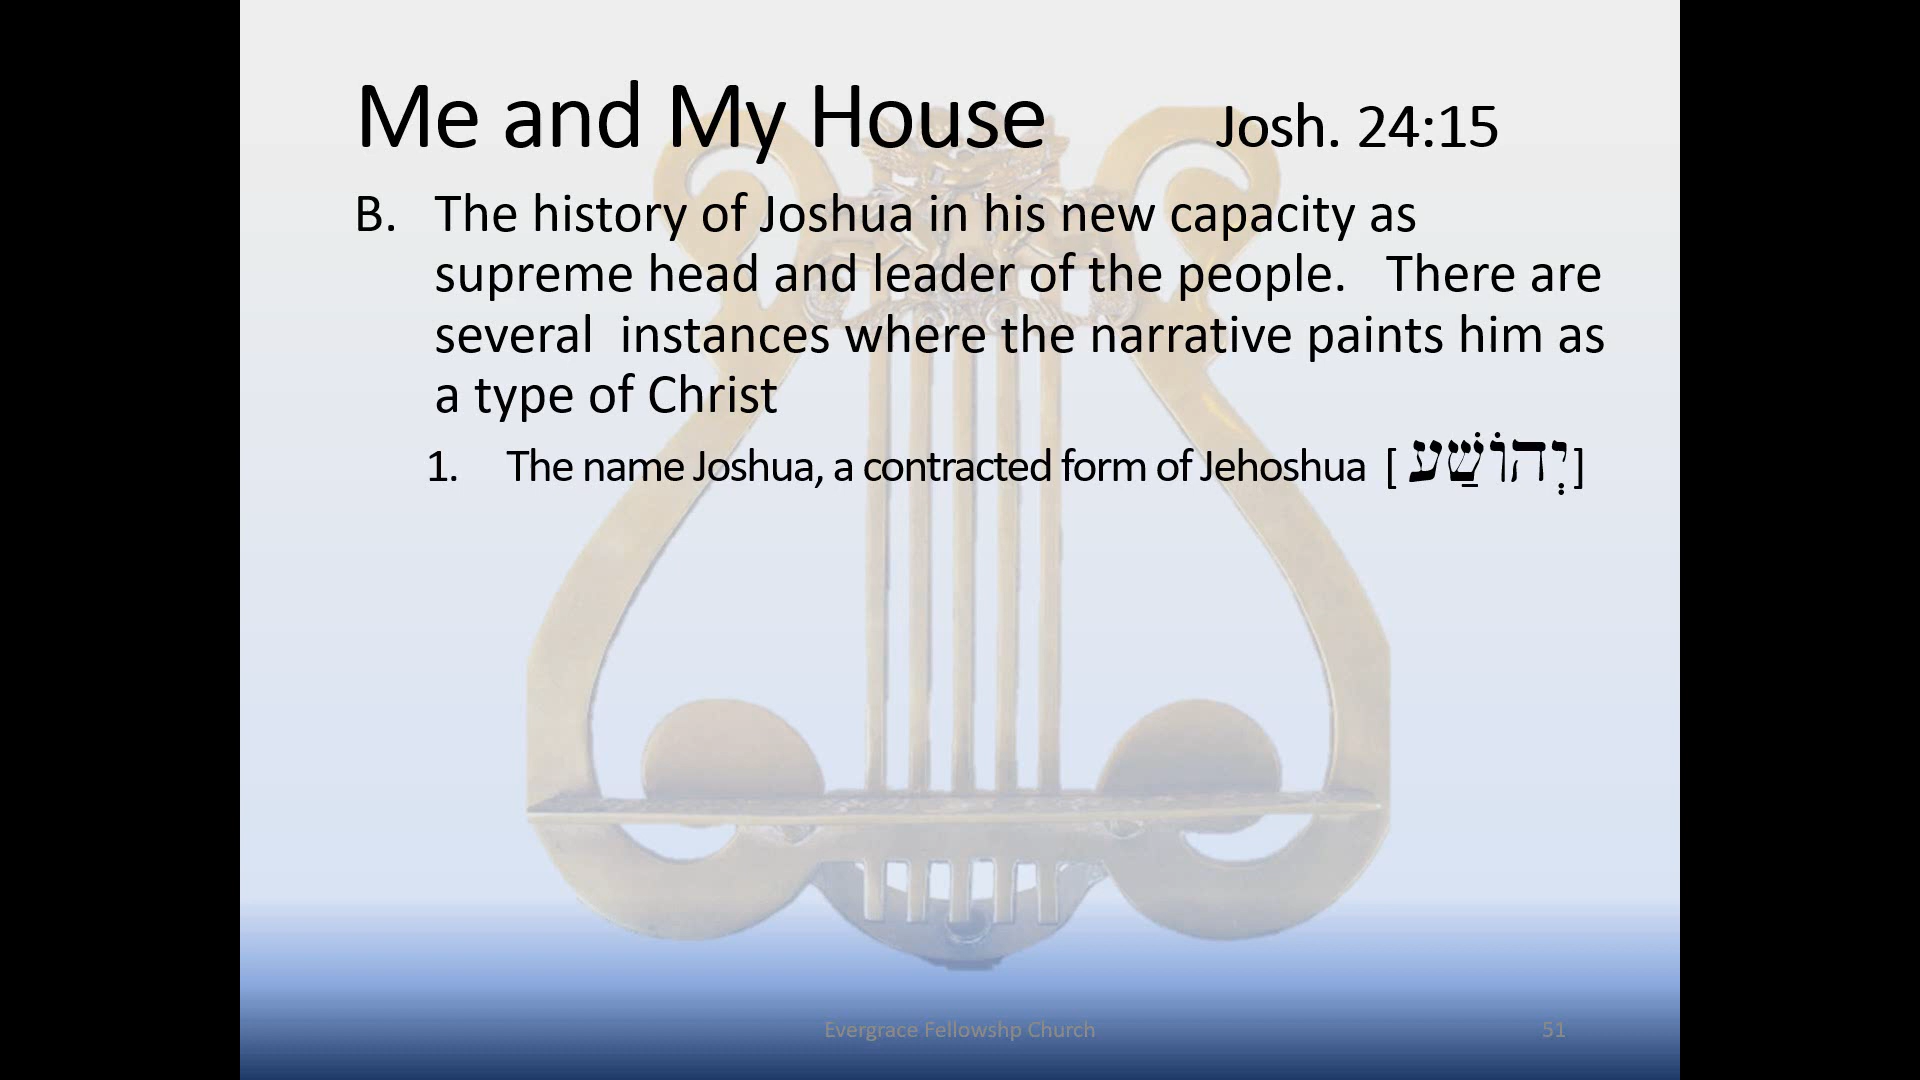 Me and My House Josh. 24:15
B. The history of Joshua in his new capacity as
supreme head and leader of the people. There are
several instances where the narrative paints him as
a type of Christ
1. The name Joshua, a contracted form of Jehoshua [ יְהוֹשֻׁעַ ]
Evergrace Fellowshp Church 51